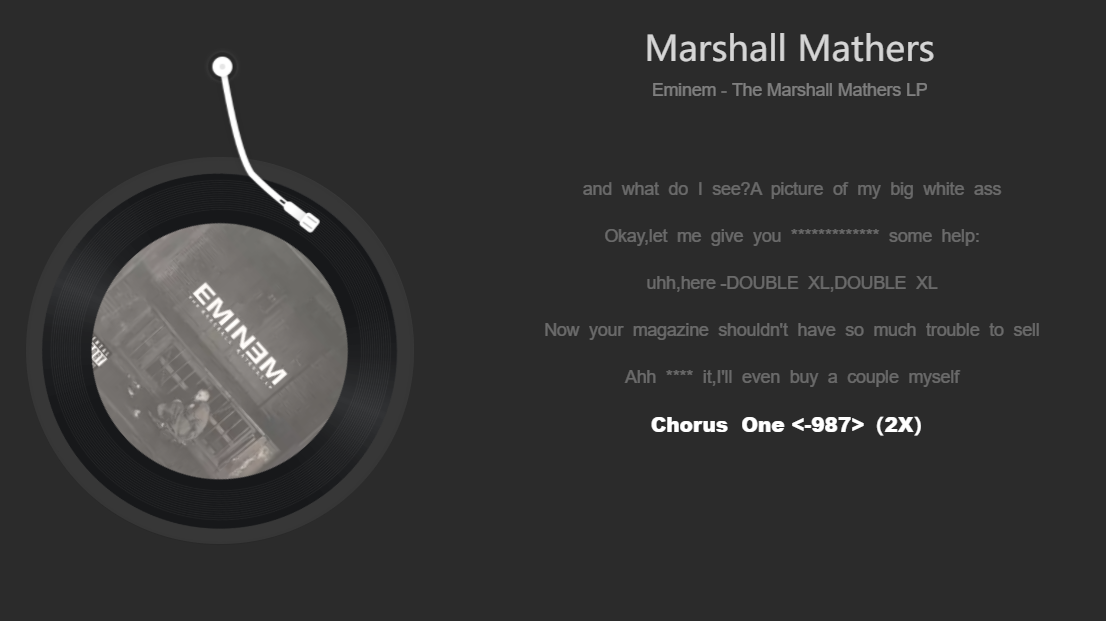 Marshall Mathers
Eminem - The Marshall Mathers LP
and what do I see?A picture of my big white ass
Okay,let me give you ************* some help:
uhh,here -DOUBLE XL,DOUBLE XL
Now your magazine shouldn't have so much trouble to sell
Ahh **** it,I'll even buy a couple myself
Chorus One <-987> (2X)
EMINEM